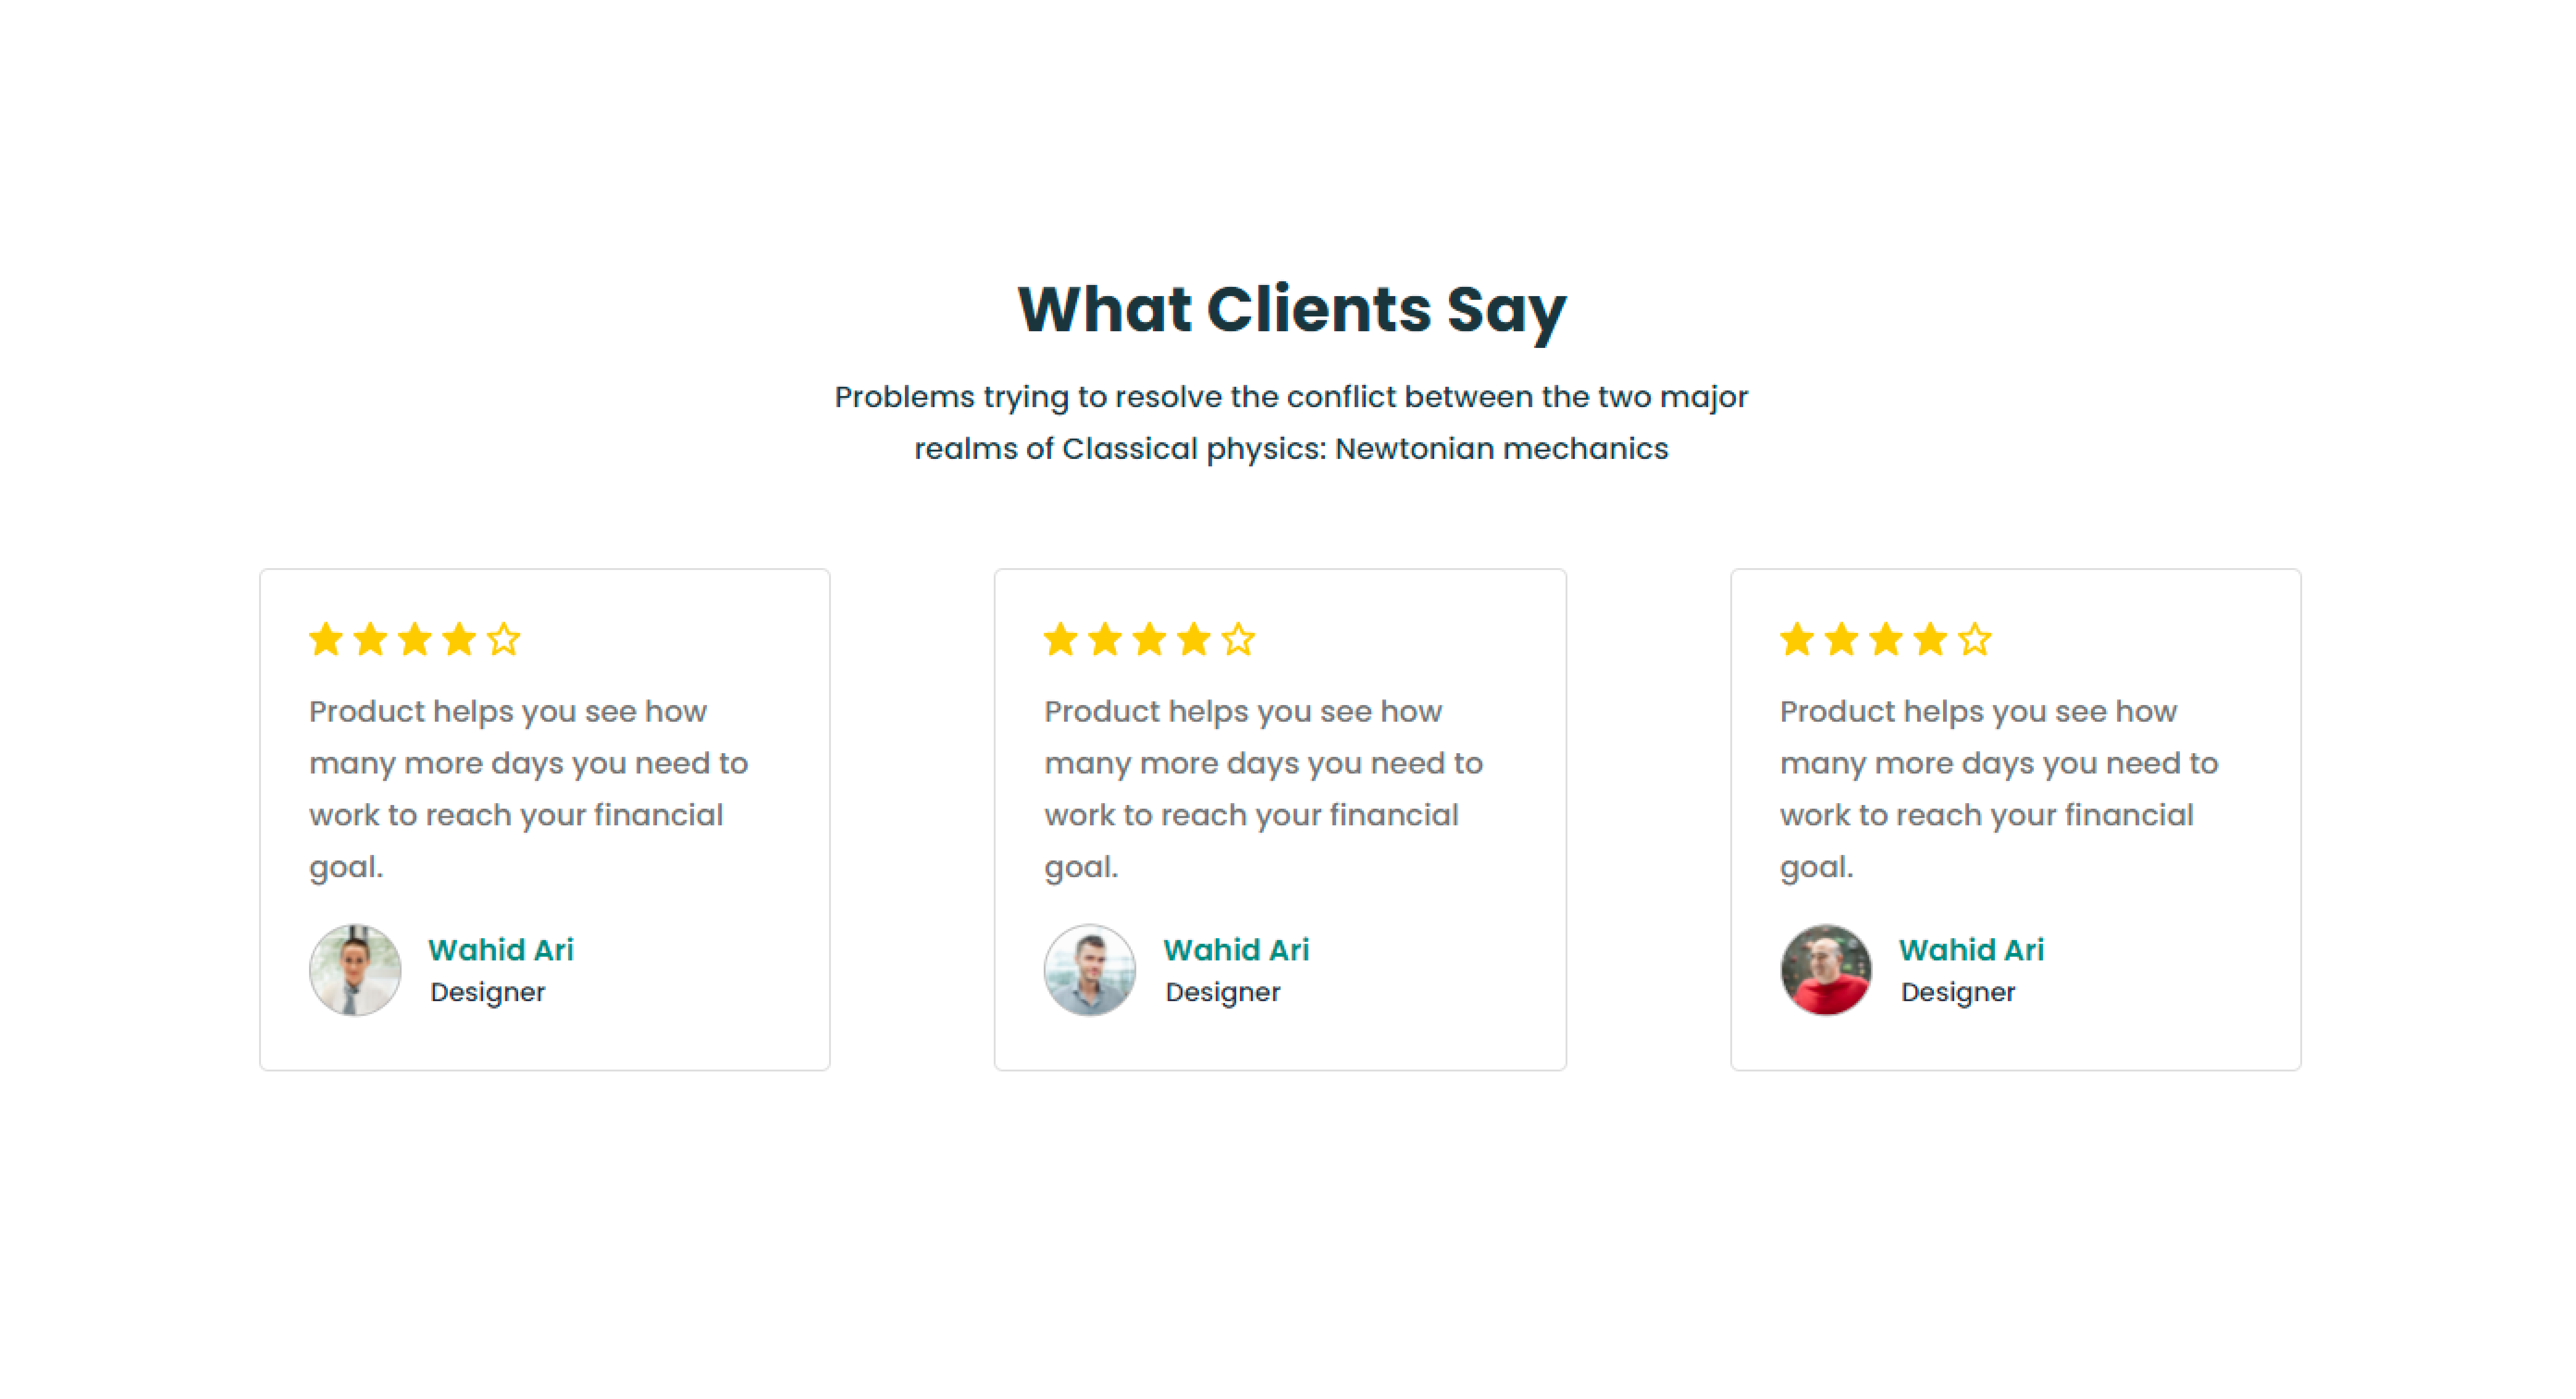 What Clients Say
Problems trying to resolve the conflict between the two major
realms of Classical physics: Newtonian mechanics
Product helps you see how
many more days you need to
work to reach your financial
goal.
Wahid Ari
Designer
Product helps you see how
many more days you need to
work to reach your financial
goal.
Wahid Ari
Designer
Product helps you see how
many more days you need to
work to reach your financial
goal.
Wahid Ari
Designer